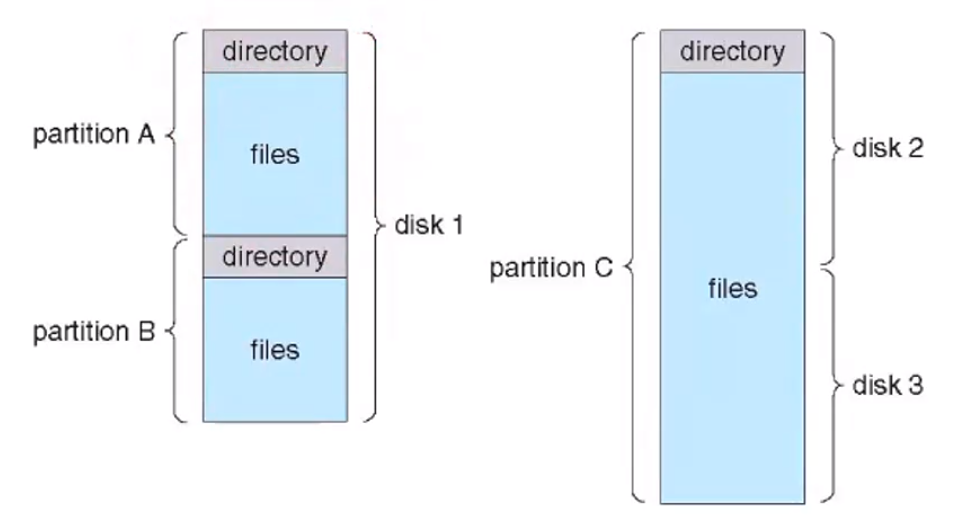 directory
partition A
files
disk 1
directory
partition B
files
directory
disk 2
partition C
files
disk 3